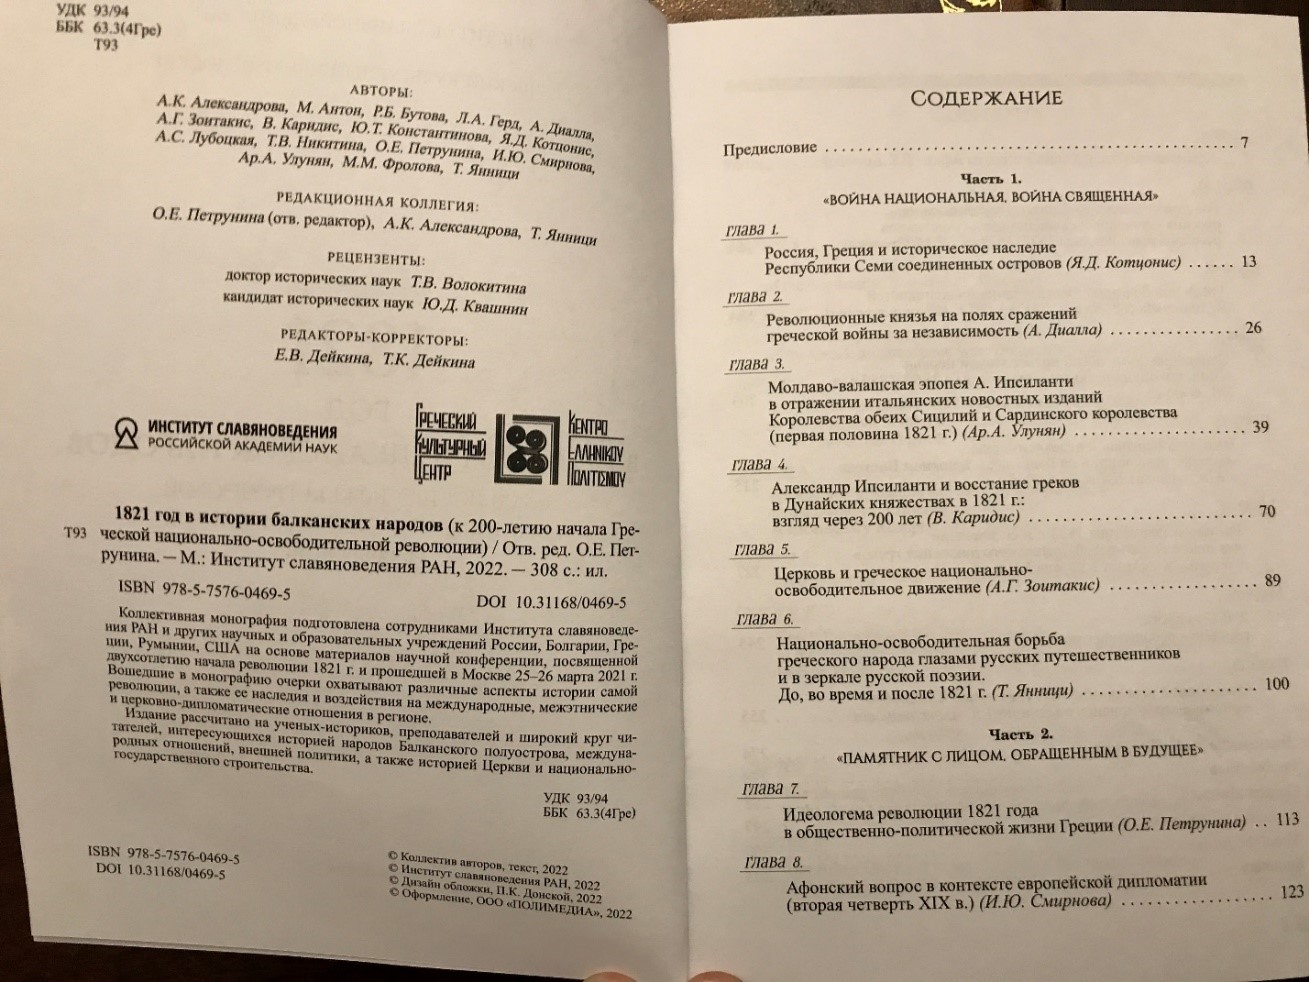 УДК 93/94
ББК 63.3(4Гре)
Т93
АВТОРЫ:
А.К. Александрова, М. Антон, Р.Б. Бутова, Л.А. Герд, А. Диалла,
А.Г. Зоитакис, В. Каридис, Ю.Т. Константинова, Я.Д. Котционис,
А.С. Лубоцкая, Т.В. Никитина, О.Е. Петрунина, И.Ю. Смирнова,
Ар.А. Улунян, М.М. Фролова, Т. Янници
РЕДАКЦИОННАЯ КОЛЛЕГИЯ:
О.Е. Петрунина (отв. редактор), А.К. Александрова, Т. Янници
РЕЦЕНЗЕНТЫ:
доктор исторических наук Т.В. Волокитина
кандидат исторических наук Ю.Д. Квашнин
РЕДАКТОРЫ-КОРРЕКТОРЫ:
Е.В. Дейкина, Т.К. Дейкина
ИНСТИТУТ СЛАВЯНОВЕДЕНИЯ
РОССИЙСКОЙ АКАДЕМИИ НАУК
ГРЕЧЕСКИЙ
КУЛЬТУРНЫЙ
ЦЕНТР
ΚΕΝΤΡΟ
ΕΛΛΗΝΙΚΟΥ
ΠΟΛΙΤΙΣΜΟΥ
1821 год в истории балканских народов (к 200-летию начала Гре-
Т93 ческой национально-освободительной революции) / Отв. ред. О.Е. Пет-
рунина. — М.: Институт славяноведения РАН, 2022. — 308 с.: ил.
ISBN 978-5-7576-0469-5
DOI 10.31168/0469-5
Коллективная монография подготовлена сотрудниками Института славяноведе-
ния РАН и других научных и образовательных учреждений России, Болгарии, Гре-
ции, Румынии, США на основе материалов научной конференции, посвященной
двухсотлетию начала революции 1821 г. и прошедшей в Москве 25–26 марта 2021 г.
Вошедшие в монографию очерки охватывают различные аспекты истории самой
революции, а также ее наследия и воздействия на международные, межэтнические
и церковно-дипломатические отношения в регионе.
Издание рассчитано на ученых-историков, преподавателей и широкий круг чи-
тателей, интересующихся историей народов Балканского полуострова, междуна-
родных отношений, внешней политики, а также историей Церкви и национально-
государственного строительства.
УДК 93/94
ББК 63.3(4Гре)
ISBN 978-5-7576-0469-5
DOI 10.31168/0469-5
© Коллектив авторов, текст, 2022
© Институт славяноведения РАН, 2022
© Дизайн обложки, П.К. Донской, 2022
© Оформление, ООО «ПОЛИМЕДИА», 2022
СОДЕРЖАНИЕ
Предисловие . . . . . . . . . . . . . . . . . . . . 7
Часть 1.
«ВОЙНА НАЦИОНАЛЬНАЯ, ВОЙНА СВЯЩЕННАЯ»
ГЛАВА 1.
Россия, Греция и историческое наследие
Республики Семи соединенных островов (Я.Д. Котционис) . . . . . . 13
ГЛАВА 2.
Революционные князья на полях сражений
греческой войны за независимость (А. Диалла) . . . . . . . . . . . . . . . 26
ГЛАВА 3.
Молдаво-валашская эпопея А. Ипсиланти
в отражении итальянских новостных изданий
Королевства обеих Сицилий и Сардинского королевства
(первая половина 1821 г.) (Ар.А. Улунян) . . . . . . . . . . . . . . . . . 39
ГЛАВА 4.
Александр Ипсиланти и восстание греков
в Дунайских княжествах в 1821 г.:
взгляд через 200 лет (В. Каридис) . . . . . . . . . . . . . . . . . . . . 70
ГЛАВА 5.
Церковь и греческое национально-
освободительное движение (А.Г. Зоитакис) . . . . . . . . . . . . . . . . 89
ГЛАВА 6.
Национально-освободительная борьба
греческого народа глазами русских путешественников
и в зеркале русской поэзии.
До, во время и после 1821 г. (Т. Янници) . . . . . . . . . . . . . . . . . 100
Часть 2.
«ПАМЯТНИК С ЛИЦОМ, ОБРАЩЕННЫМ В БУДУЩЕЕ»
ГЛАВА 7.
Идеологема революции 1821 года
в общественно-политической жизни Греции (О.Е. Петрунина) . . 113
ГЛАВА 8.
Афонский вопрос в контексте европейской дипломатии
(вторая четверть XIX в.) (И.Ю. Смирнова) . . . . . . . . . . . . . . . . 123